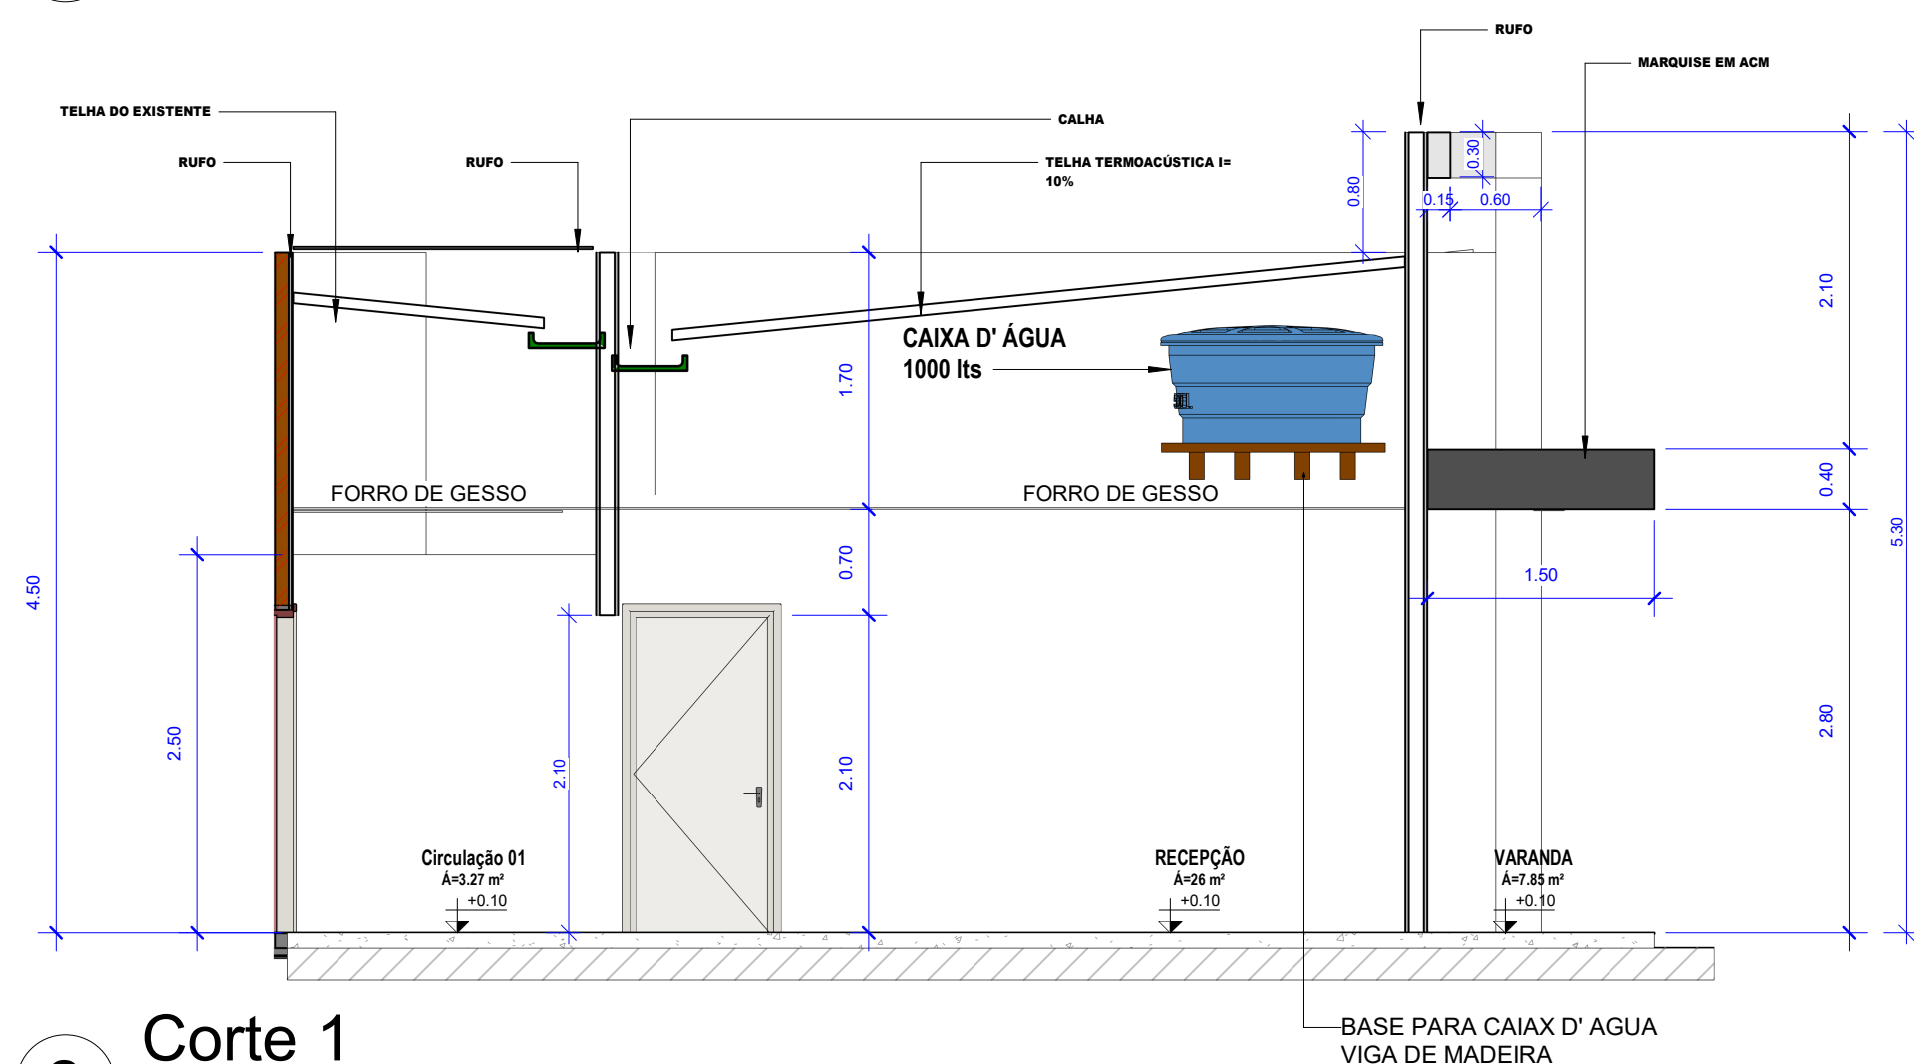 RUFO
MARQUISE EM ACM
TELHA DO EXISTENTE
CALHA
RUFO
RUFO
TELHA TERMOACÚSTICA I=
10%
0.30
0.80
0.15
0.60
2.10
CAIXA D' ÁGUA
1000 lts
1.70
FORRO DE GESSO
FORRO DE GESSO
0.40
5.30
4.50
0.70
1.50
2.50
2.10
2.10
2.80
Circulação 01
Á=3.27 m²
+0.10
RECEPÇÃO
Á=26 m²
+0.10
VARANDA
Á=7.85 m²
+0.10
Corte 1
BASE PARA CAIAX D' AGUA
VIGA DE MADEIRA